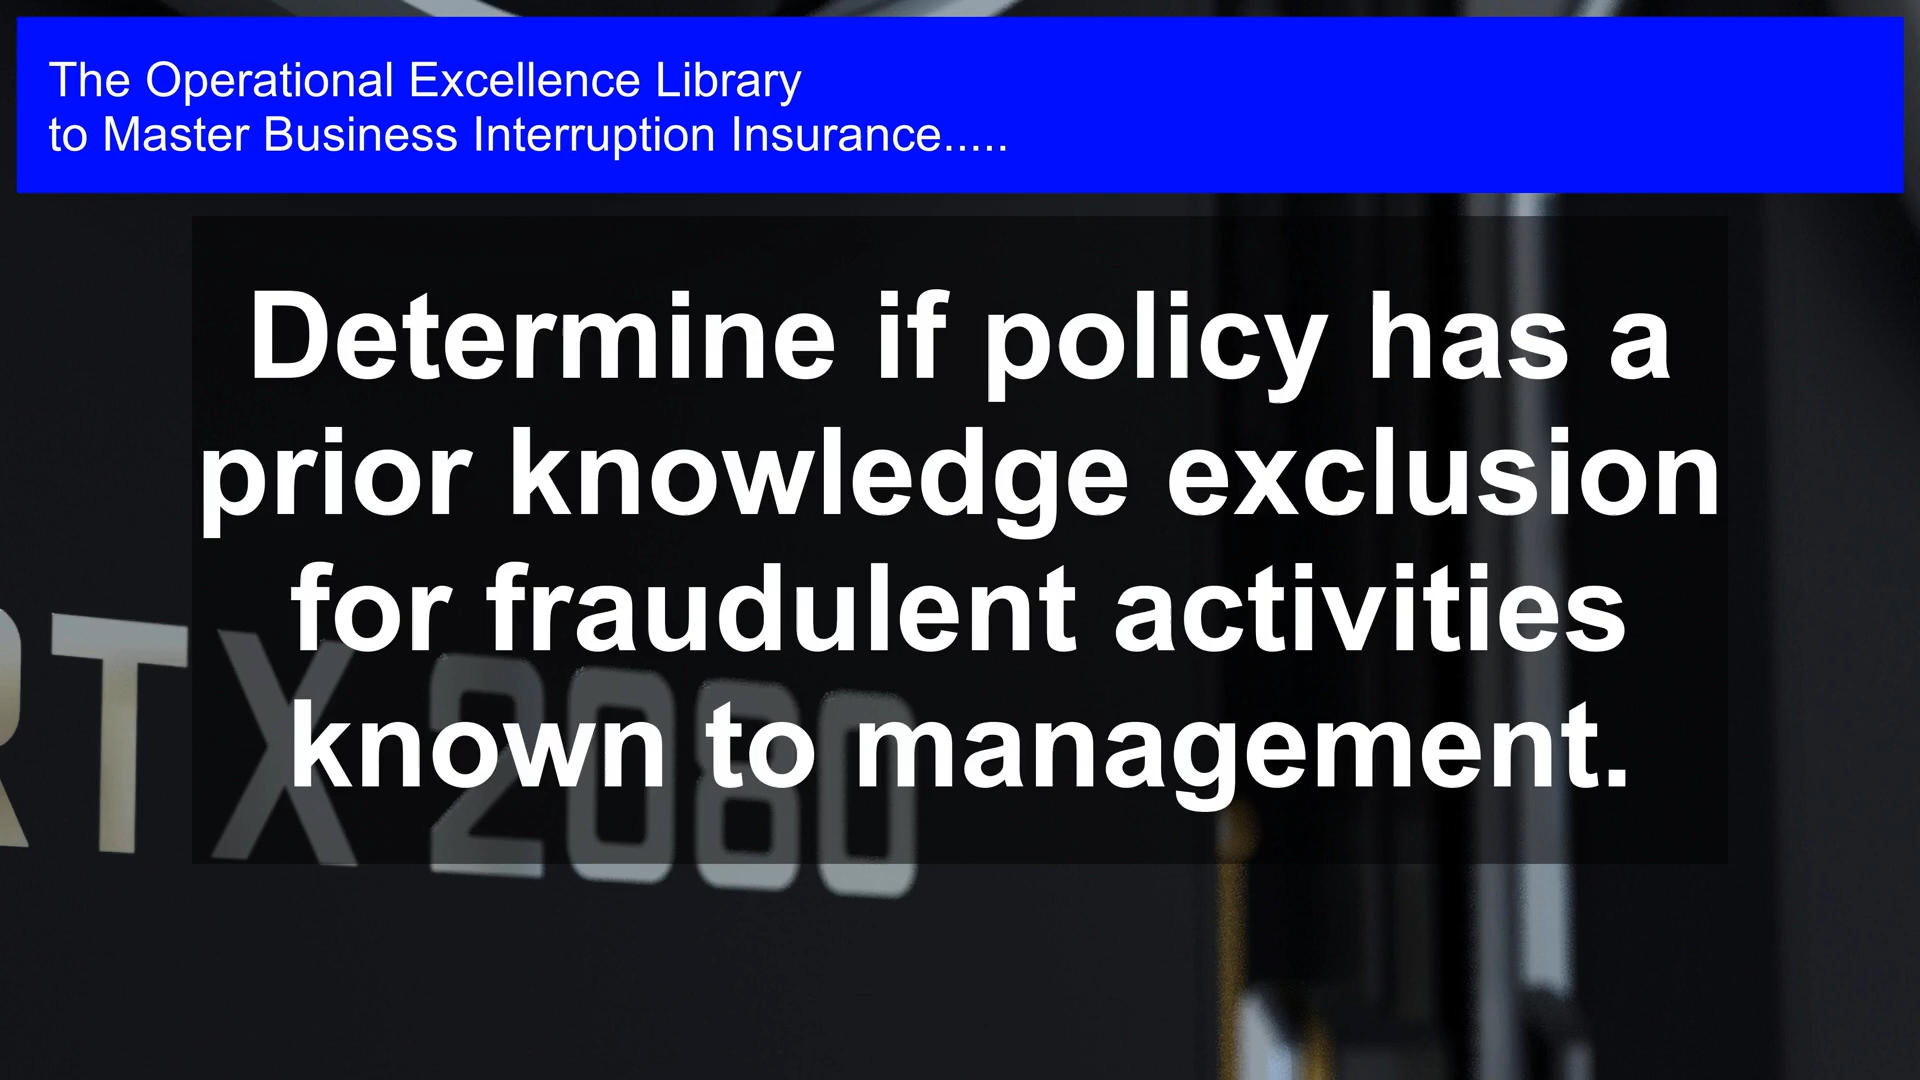 The Operational Excellence Library
to Master Business Interruption Insurance.....
Determine if policy has a
prior knowledge exclusion
for fraudulent activities
known to management.
RTX 2080